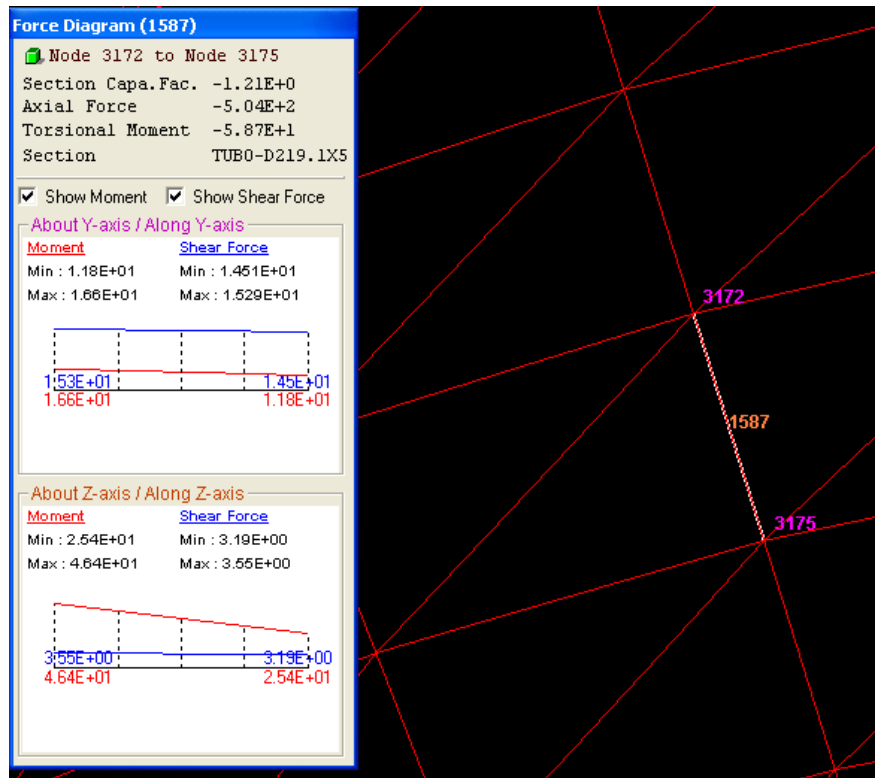 Force Diagram (1587)
Node 3172 to Node 3175
Section Capa.Fac. -1.21E+0
Axial Force -5.04E+2
Torsional Moment -5.87E+1
Section TUBO-D219.1X5
Show Moment Show Shear Force
About Y-axis / Along Y-axis
Moment Shear Force
Min : 1.18E+01 Min : 1.451E+01
Max : 1.66E+01 Max : 1.529E+01
1.53E+01 1.45E+01
1.66E+01 1.18E+01
About Z-axis / Along Z-axis
Moment Shear Force
Min : 2.54E+01 Min : 3.19E+00
Max : 4.64E+01 Max : 3.55E+00
3.55E+00 3.19E+00
4.64E+01 2.54E+01
3172
1587
3175